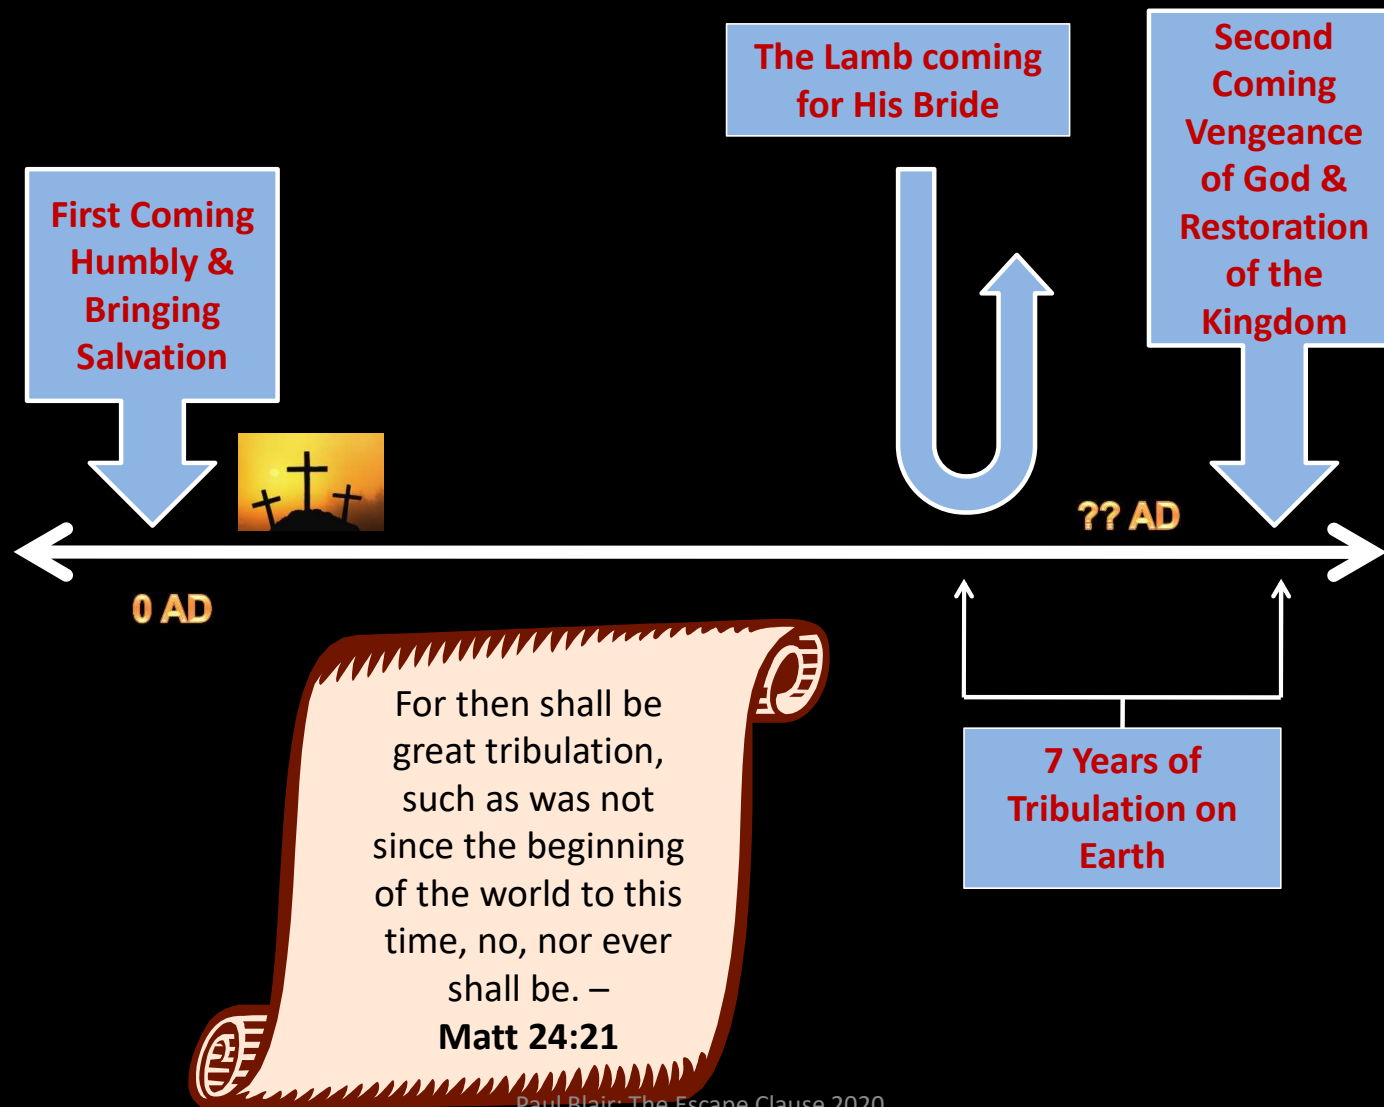 The Lamb coming
for His Bride
Second
Coming
Vengeance
of God &
Restoration
of the
Kingdom
First Coming
Humbly &
Bringing
Salvation
?? AD
0 AD
For then shall be
great tribulation,
such as was not
since the beginning
of the world to this
time, no, nor ever
shall be. –
Matt 24:21
7 Years of
Tribulation on
Earth
Paul Blair: The Escape Clause 2020